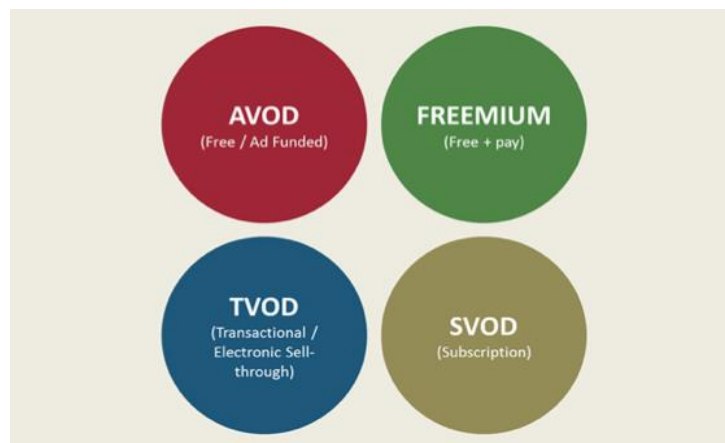 AVOD
(Free / Ad Funded)
FREEMIUM
(Free + pay)
TVOD
(Transactional /
Electronic Sell-
through)
SVOD
(Subscription)